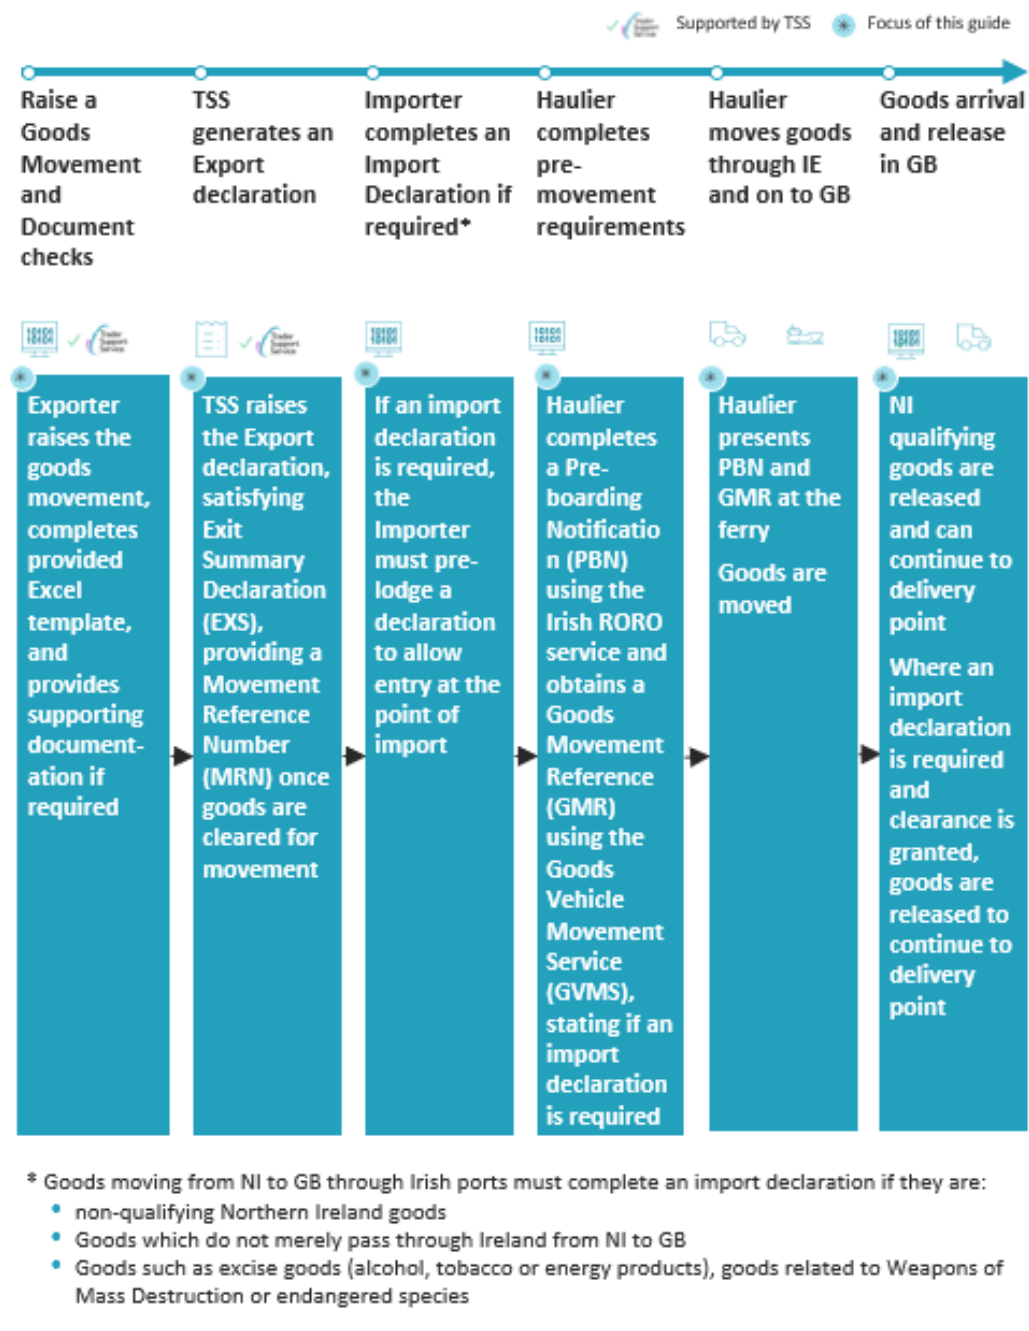 Supported by TSS
Focus of this guide
Raise a
Goods
Movement
and
Document
checks
TSS
generates an
Export
declaration
Importer
completes an
Import
Declaration if
required*
Haulier
completes
pre-
movement
requirements
Haulier
moves goods
through IE
and on to GB
Goods arrival
and release
in GB
Trader
Support
Service
Trader
Support
Service
Exporter
raises the
goods
movement,
completes
provided
Excel
template,
and
provides
supporting
document-
ation if
required
TSS raises
the Export
declaration,
satisfying
Exit
Summary
Declaration
(EXS),
providing a
Movement
Reference
Number
(MRN) once
goods are
cleared for
movement
If an import
declaration
is required,
the
Importer
must pre-
lodge a
declaration
to allow
entry at the
point of
import
Haulier
completes
a Pre-
boarding
Notificatio
n (PBN)
using the
Irish RORO
service and
obtains a
Goods
Movement
Reference
(GMR)
using the
Goods
Vehicle
Movement
Service
(GVMS),
stating if an
import
declaration
is required
Haulier
presents
PBN and
GMR at the
ferry
Goods are
moved
NI
qualifying
goods are
released
and can
continue to
delivery
point
Where an
import
declaration
is required
and
clearance is
granted,
goods are
released to
continue to
delivery
point
* Goods moving from NI to GB through Irish ports must complete an import declaration if they are:
• non-qualifying Northern Ireland goods
• Goods which do not merely pass through Ireland from NI to GB
• Goods such as excise goods (alcohol, tobacco or energy products), goods related to Weapons of
Mass Destruction or endangered species